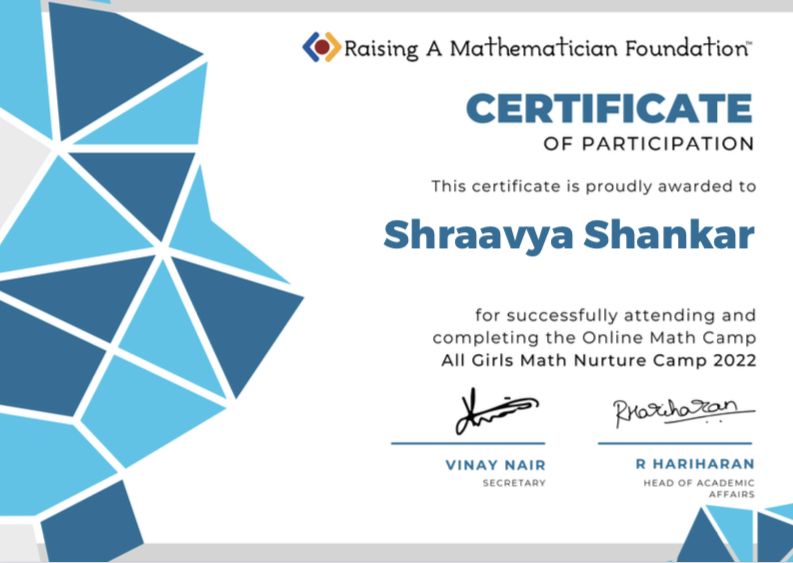 Raising A Mathematician Foundation™
CERTIFICATE
OF PARTICIPATION
This certificate is proudly awarded to
Shraavya Shankar
for successfully attending and
completing the Online Math Camp
All Girls Math Nurture Camp 2022
RHariharan
VINAY NAIR
R HARIHARAN
SECRETARY
HEAD OF ACADEMIC
AFFAIRS